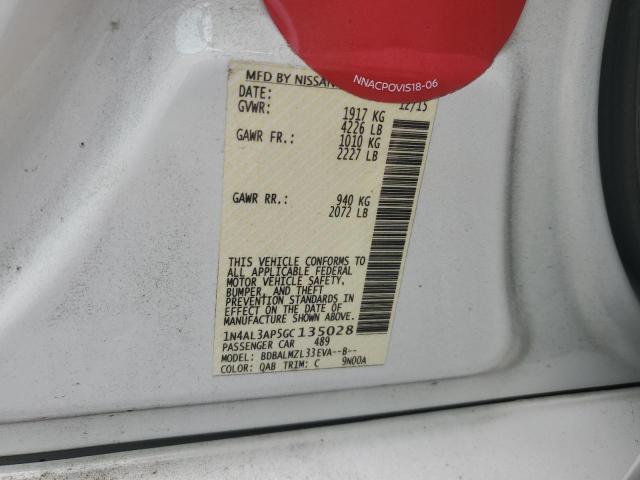 NNACPOVIS18-06
MFD BY NISSAN
DATE: 12/15
GVWR: 1917 KG
4226 LB
GAWR FR.: 1010 KG
2227 LB
GAWR RR.: 940 KG
2072 LB
THIS VEHICLE CONFORMS TO
ALL APPLICABLE FEDERAL
MOTOR VEHICLE SAFETY,
BUMPER, AND THEFT
PREVENTION STANDARDS IN
EFFECT ON THE DATE OF
MANUFACTURE SHOWN ABOVE.
1N4AL3AP5GC135028
PASSENGER CAR 489
MODEL: BDBALMZL33EVA--B--
COLOR: QAB TRIM: C 9N00A